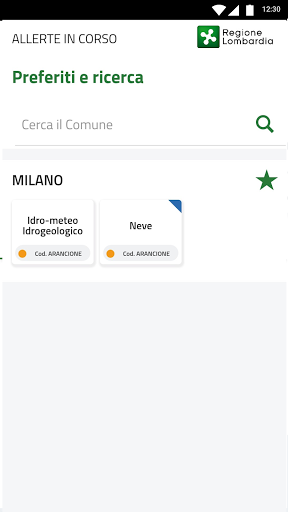 12:30
ALLERTE IN CORSO
Regione
Lombardia
Preferiti e ricerca
Cerca il Comune
MILANO
Idro-meteo
Idrogeologico
Cod. ARANCIONE
Neve
Cod. ARANCIONE